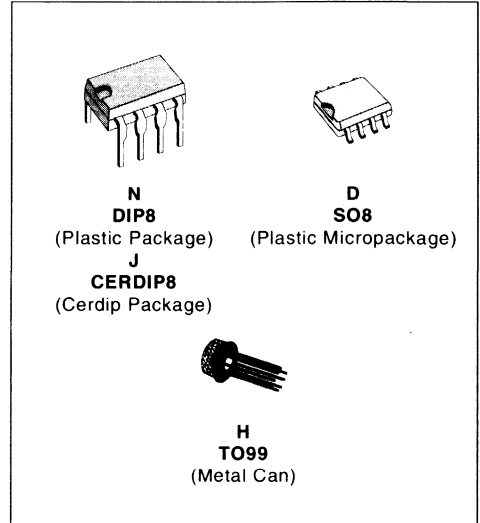 N
DIP8
(Plastic Package)
J
CERDIP8
(Cerdip Package)
D
SO8
(Plastic Micropackage)
H
TO99
(Metal Can)